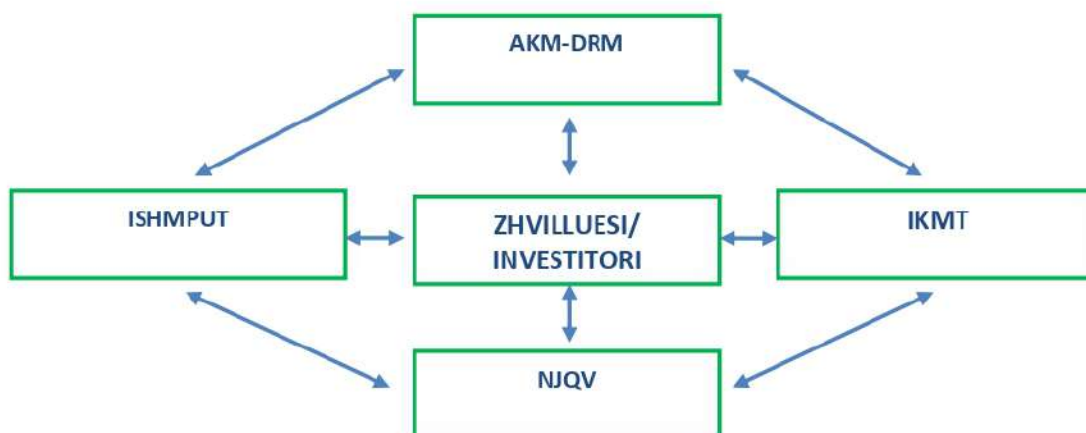 AKM-DRM
ISHMPUT
ZHVILLUESI/
INVESTITORI
IKMT
NJQV